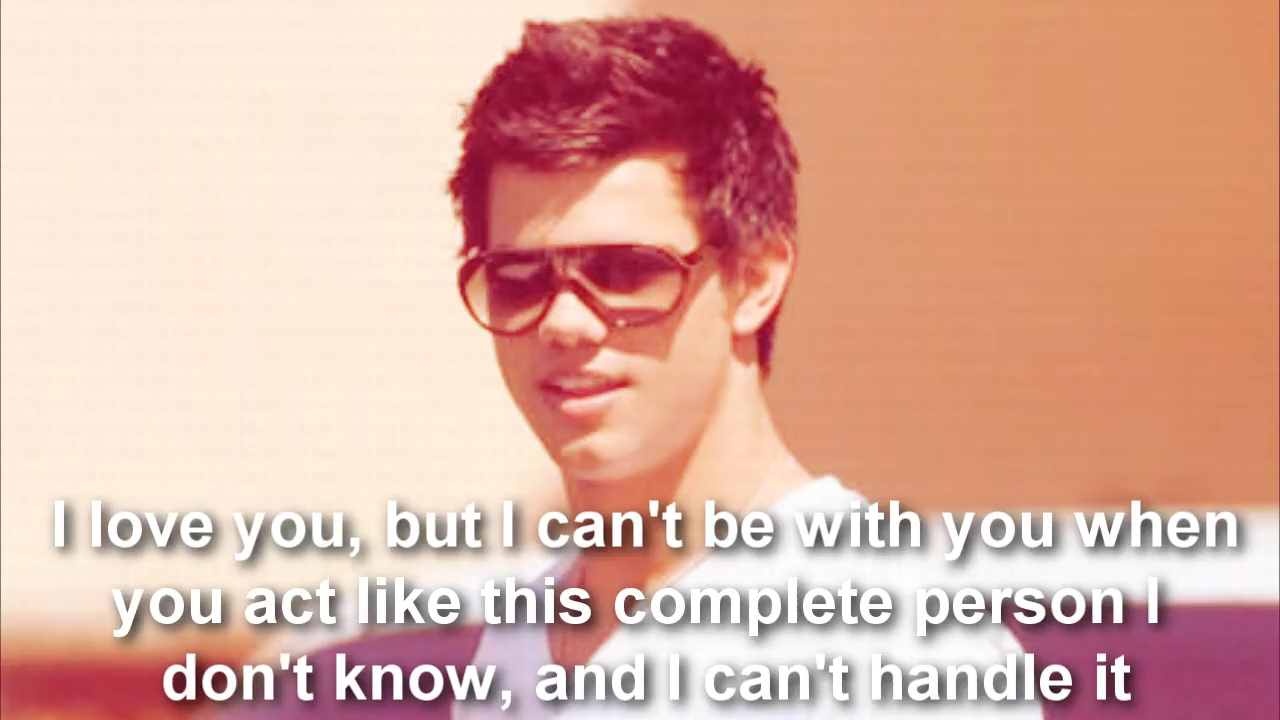 I love you, but I can't be with you when
you act like this complete person I
don't know, and I can't handle it